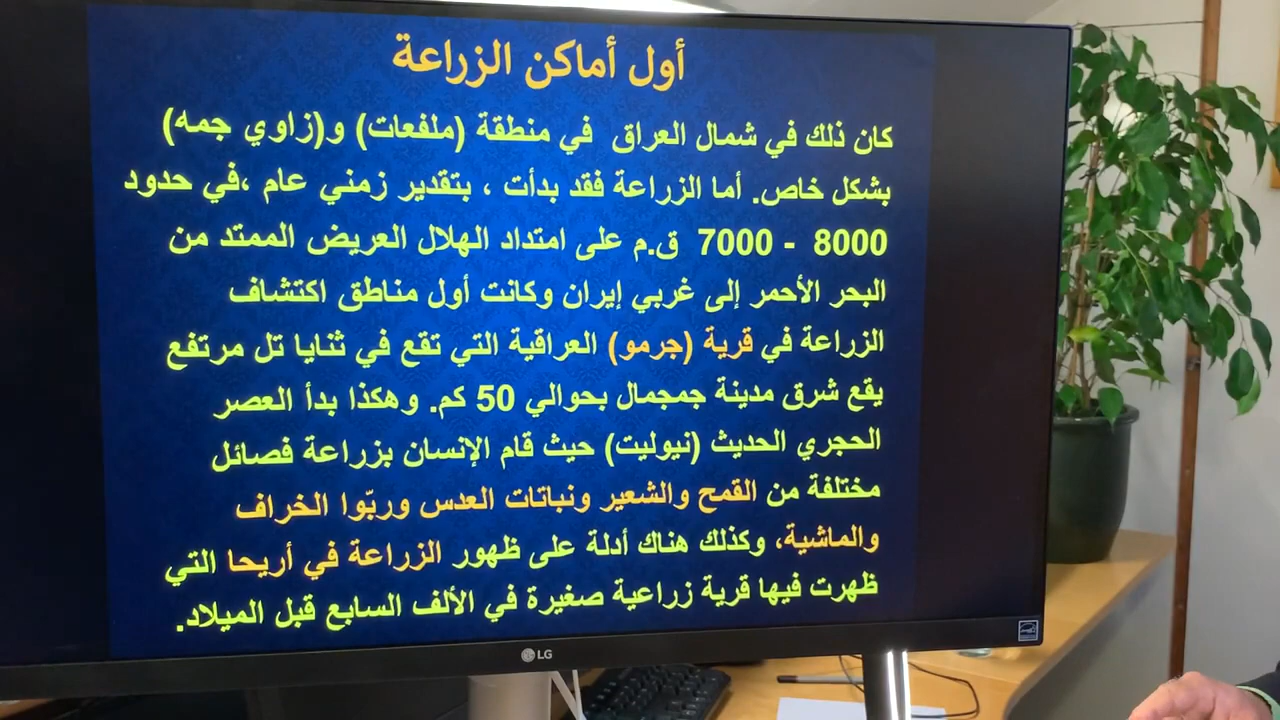 أول أماكن الزراعة
كان ذلك في شمال العراق في منطقة (ملفعات) و(زاوي جمه)
بشكل خاص. أما الزراعة فقد بدأت ، بتقدير زمني عام ،في حدود
8000 - 7000 ق.م على امتداد الهلال العريض الممتد من
البحر الأحمر إلى غربي إيران وكانت أول مناطق اكتشاف
الزراعة في قرية (جرمو) العراقية التي تقع في ثنايا تل مرتفع
يقع شرق مدينة جمجمال بحوالي 50 كم. وهكذا بدأ العصر
الحجري الحديث (نيوليت) حيث قام الإنسان بزراعة فصائل
مختلفة من القمح والشعير ونباتات العدس وربّوا الخراف
والماشية، وكذلك هناك أدلة على ظهور الزراعة في أريحا التي
ظهرت فيها قرية زراعية صغيرة في الألف السابع قبل الميلاد.
LG